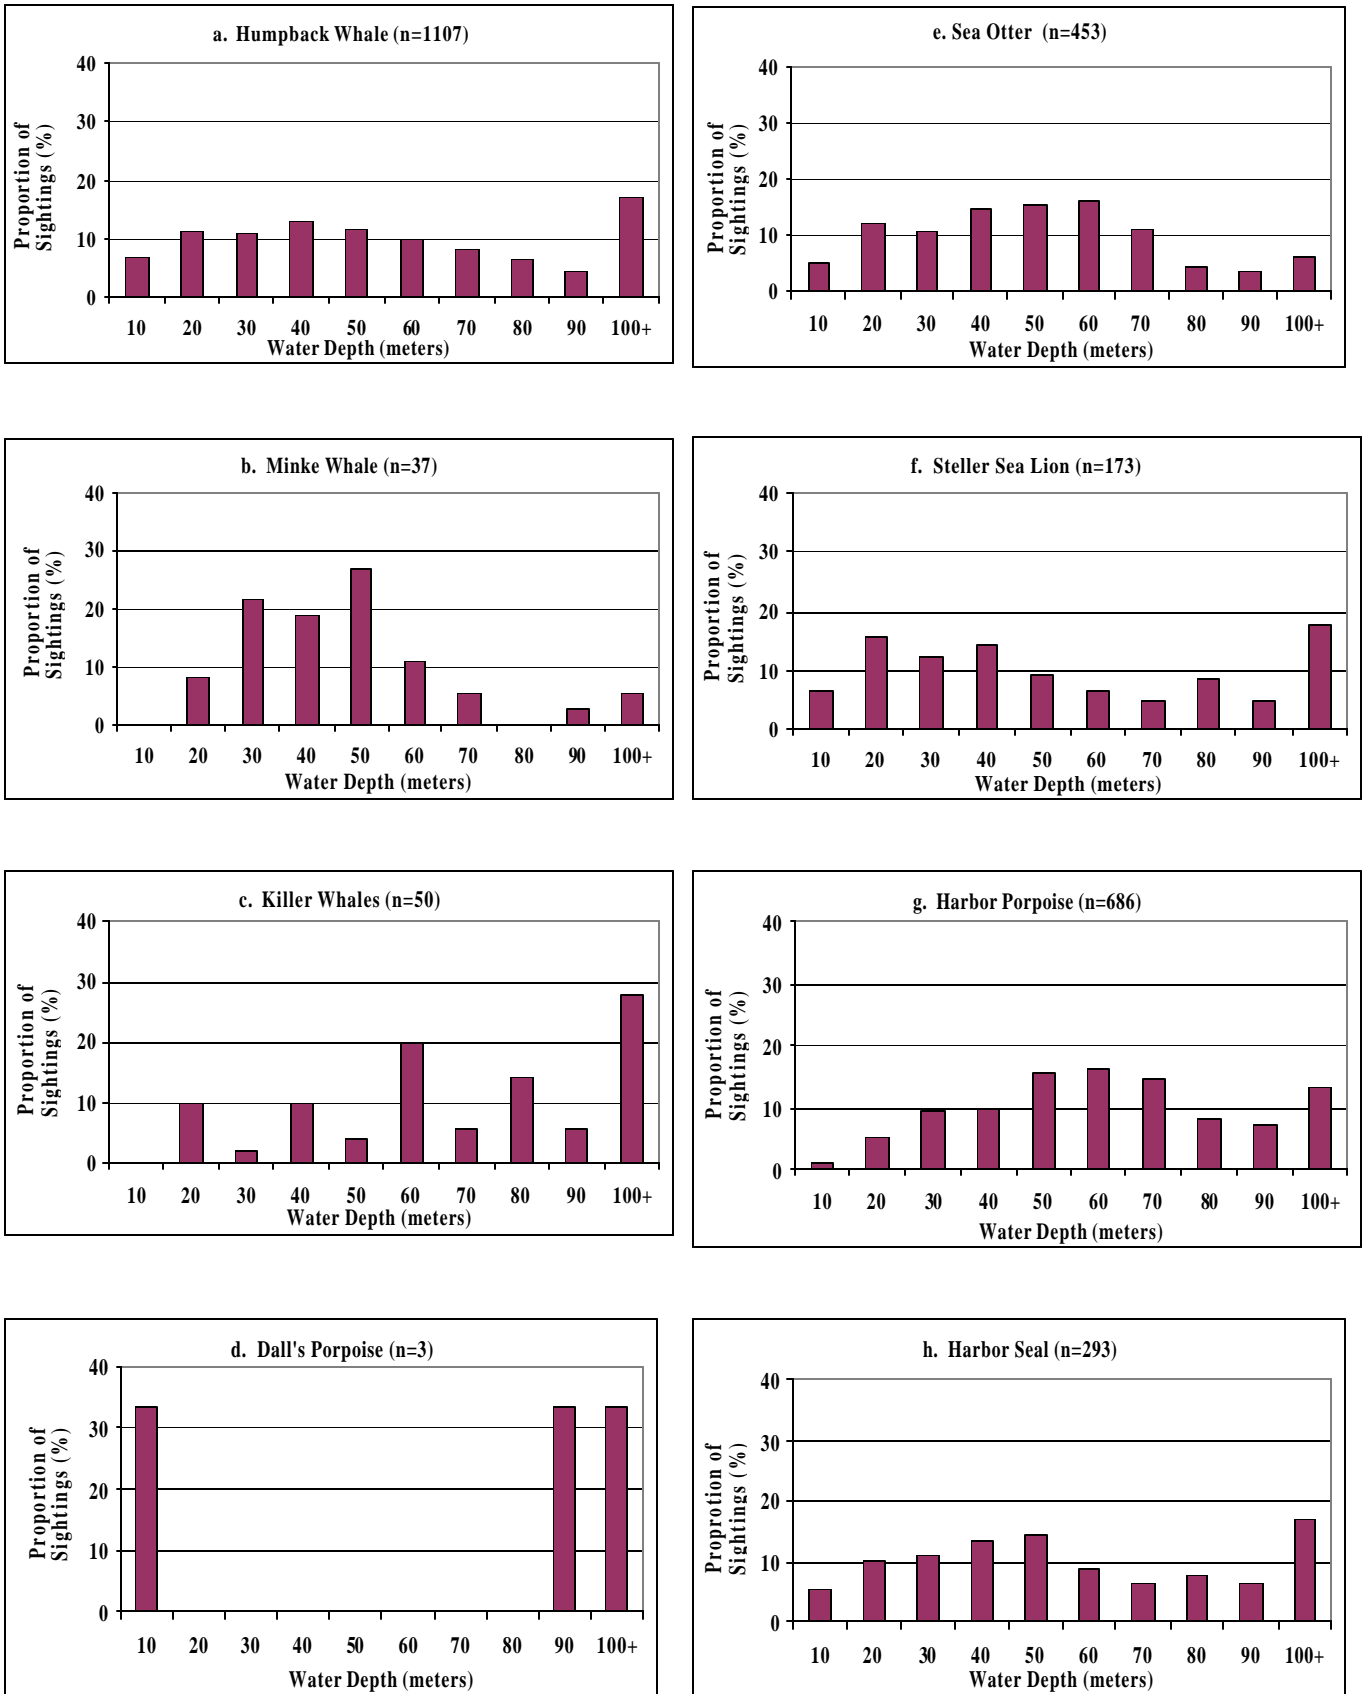 a. Humpback Whale (n=1107)
Proportion of
Sightings (%)
40
30
20
10
0
10 20 30 40 50 60 70 80 90 100+
Water Depth (meters)
e. Sea Otter (n=453)
Proportion of
Sightings (%)
40
30
20
10
0
10 20 30 40 50 60 70 80 90 100+
Water Depth (meters)
b. Minke Whale (n=37)
Proportion of
Sightings (%)
40
30
20
10
0
10 20 30 40 50 60 70 80 90 100+
Water Depth (meters)
f. Steller Sea Lion (n=173)
Proportion of
Sightings (%)
40
30
20
10
0
10 20 30 40 50 60 70 80 90 100+
Water Depth (meters)
c. Killer Whales (n=50)
Proportion of
Sightings (%)
40
30
20
10
0
10 20 30 40 50 60 70 80 90 100+
Water Depth (meters)
g. Harbor Porpoise (n=686)
Proportion of
Sightings (%)
40
30
20
10
0
10 20 30 40 50 60 70 80 90 100+
Water Depth (meters)
d. Dall's Porpoise (n=3)
Proportion of
Sightings (%)
40
30
20
10
0
10 20 30 40 50 60 70 80 90 100+
Water Depth (meters)
h. Harbor Seal (n=293)
Proprotion of
Sightings (%)
40
30
20
10
0
10 20 30 40 50 60 70 80 90 100+
Water Depth (meters)